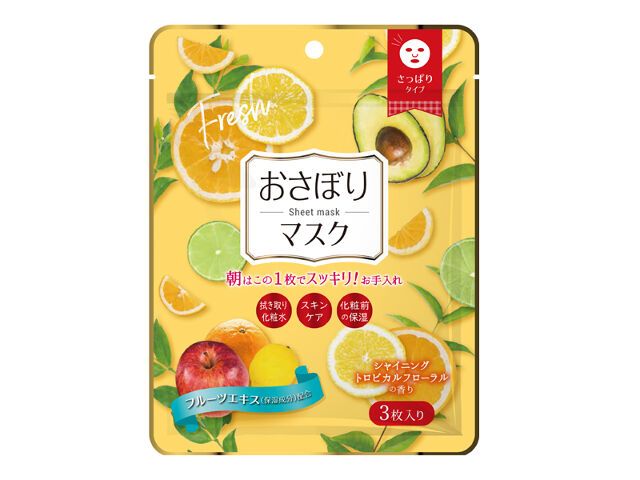 さっぱり
タイプ
Fresh
おさぼり
Sheet mask
マスク
朝はこの1枚でスッキリ!お手入れ
拭き取り
化粧水
スキン
ケア
化粧前
の保湿
フルーツエキス(保湿成分)配合
シャイニング
トロピカルフローラル
の香り
3枚入り